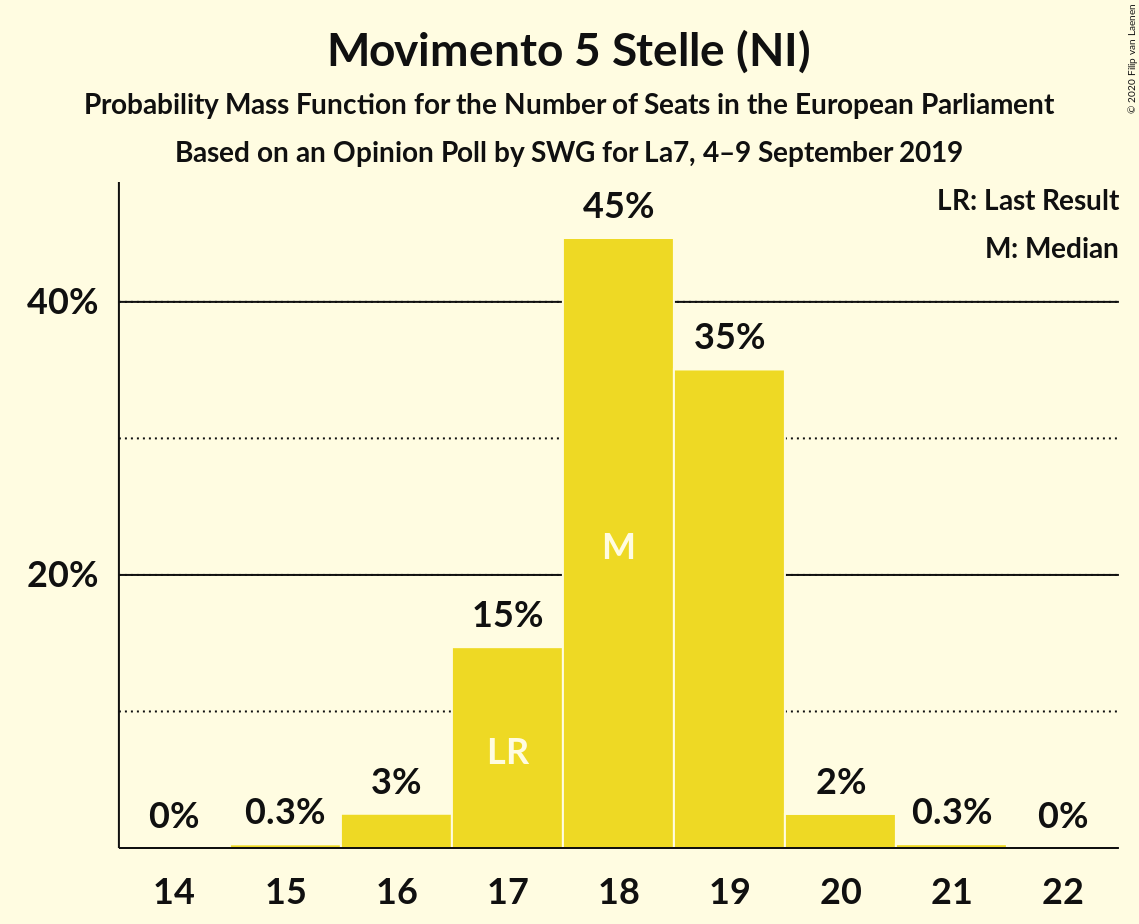 Movimento 5 Stelle (NI)
Probability Mass Function for the Number of Seats in the European Parliament
Based on an Opinion Poll by SWG for La7, 4–9 September 2019
© 2020 Filip van Laenen
LR: Last Result
M: Median
45%
40%
35%
M
20%
15%
LR
3%
2%
0%
0.3%
0.3%
0%
14 15 16 17 18 19 20 21 22